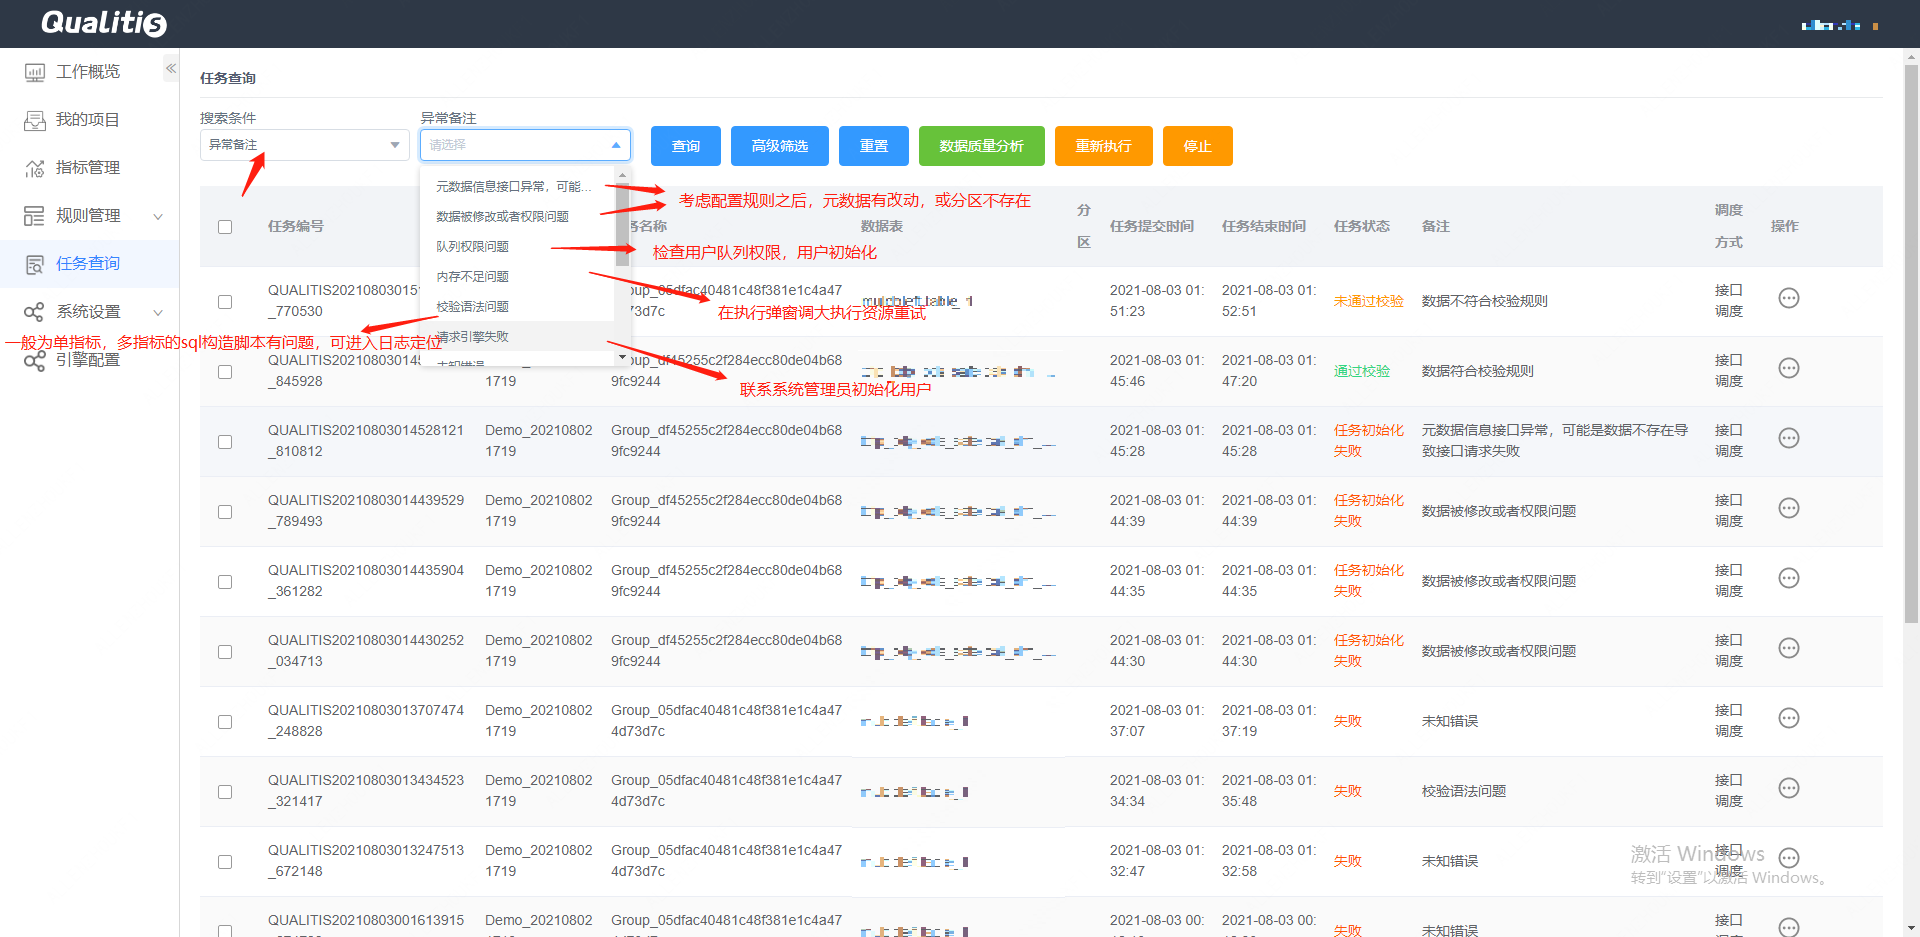 Qualitis
工作概览
我的项目
指标管理
规则管理
任务查询
系统设置
引擎配置
任务查询
搜索条件
异常备注
异常备注
请选择
查询
高级筛选
重置
数据质量分析
重新执行
停止
元数据信息接口异常，可能...
数据被修改或者权限问题
队列权限问题
内存不足问题
校验语法问题
请求引擎失败
未知错误
考虑配置规则之后，元数据有改动，或分区不存在
检查用户队列权限，用户初始化
在执行弹窗调大执行资源重试
一般为单指标，多指标的sql构造脚本有问题，可进入日志定位
联系系统管理员初始化用户
任务编号
务名称
数据表
分
区
任务提交时间
任务结束时间
任务状态
备注
调度
方式
操作
_770530
2021-08-03 01:
51:23
2021-08-03 01:
52:51
未通过校验
数据不符合校验规则
接口
调度
_845928
1719
9fc9244
2021-08-03 01:
45:46
2021-08-03 01:
47:20
通过校验
数据符合校验规则
接口
调度
QUALITIS20210803014528121
_810812
Demo_20210802
1719
Group_df45255c2f284ecc80de04b68
9fc9244
2021-08-03 01:
45:28
2021-08-03 01:
45:28
任务初始化
失败
元数据信息接口异常，可能是数据不存在导
致接口请求失败
接口
调度
QUALITIS20210803014439529
_789493
Demo_20210802
1719
Group_df45255c2f284ecc80de04b68
9fc9244
2021-08-03 01:
44:39
2021-08-03 01:
44:39
任务初始化
失败
数据被修改或者权限问题
接口
调度
QUALITIS20210803014435904
_361282
Demo_20210802
1719
Group_df45255c2f284ecc80de04b68
9fc9244
2021-08-03 01:
44:35
2021-08-03 01:
44:35
任务初始化
失败
数据被修改或者权限问题
接口
调度
QUALITIS20210803014430252
_034713
Demo_20210802
1719
Group_df45255c2f284ecc80de04b68
9fc9244
2021-08-03 01:
44:30
2021-08-03 01:
44:30
任务初始化
失败
数据被修改或者权限问题
接口
调度
QUALITIS20210803013707474
_248828
Demo_20210802
1719
Group_05dfac40481c48f381e1c4a47
4d73d7c
2021-08-03 01:
37:07
2021-08-03 01:
37:19
失败
未知错误
接口
调度
QUALITIS20210803013434523
_321417
Demo_20210802
1719
Group_05dfac40481c48f381e1c4a47
4d73d7c
2021-08-03 01:
34:34
2021-08-03 01:
35:48
失败
校验语法问题
接口
调度
QUALITIS20210803013247513
_672148
Demo_20210802
1719
Group_05dfac40481c48f381e1c4a47
4d73d7c
2021-08-03 01:
32:47
2021-08-03 01:
32:58
失败
未知错误
接口
调度
QUALITIS20210803001613915
Demo_20210802
Group_05dfac40481c48f381e1c4a47
2021-08-03 00:
2021-08-03 00:
失败
未知错误
接口
激活 Windows
转到"设置"以激活 Windows。